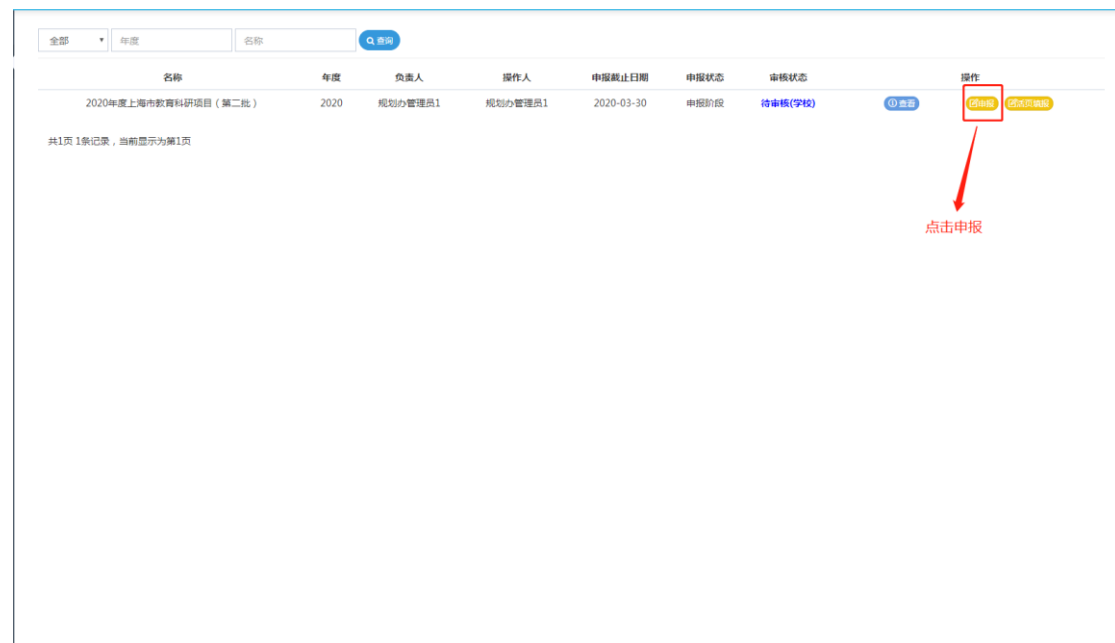 全部 年度 名称 查询
名称 年度 负责人 操作人 申报截止日期 申报状态 审核状态 操作
2020年度上海市教育科研项目（第二批） 2020 规划办管理员1 规划办管理员1 2020-03-30 申报阶段 待审核(学校) 查看 申报 活页填报
共1页 1条记录，当前显示为第1页
点击申报